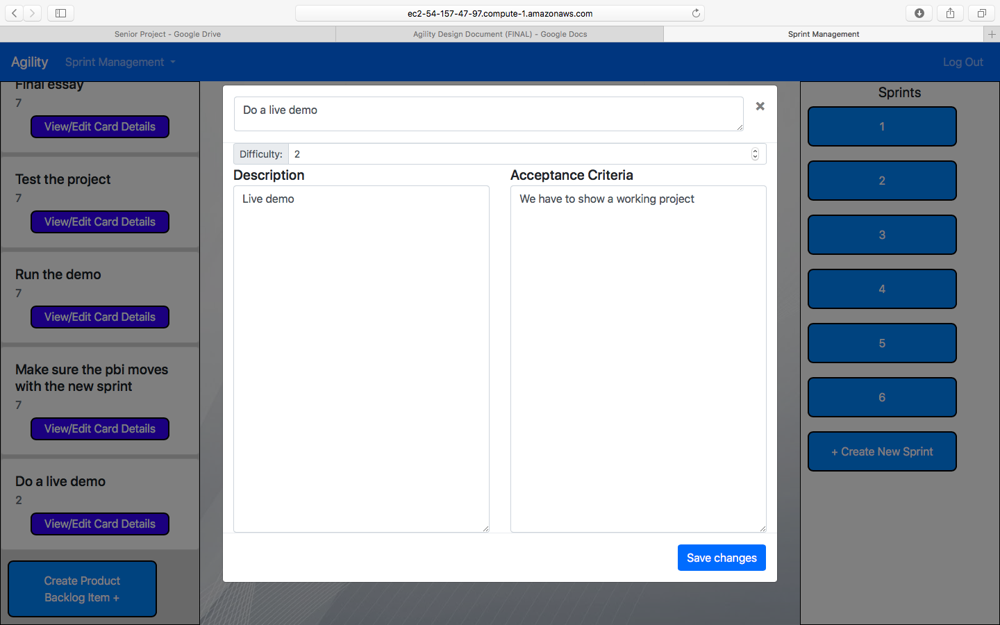 ec2-54-157-47-97.compute-1.amazonaws.com
Senior Project - Google Drive
Agility Design Document (FINAL) - Google Docs
Sprint Management
Agility
Sprint Management
Log Out
Final essay
7
View/Edit Card Details
Test the project
7
View/Edit Card Details
Run the demo
7
View/Edit Card Details
Make sure the pbi moves
with the new sprint
7
View/Edit Card Details
Do a live demo
2
View/Edit Card Details
Create Product
Backlog Item +
Do a live demo
×
Difficulty: 2
Description
Live demo
Acceptance Criteria
We have to show a working project
Save changes
Sprints
1
2
3
4
5
6
+ Create New Sprint